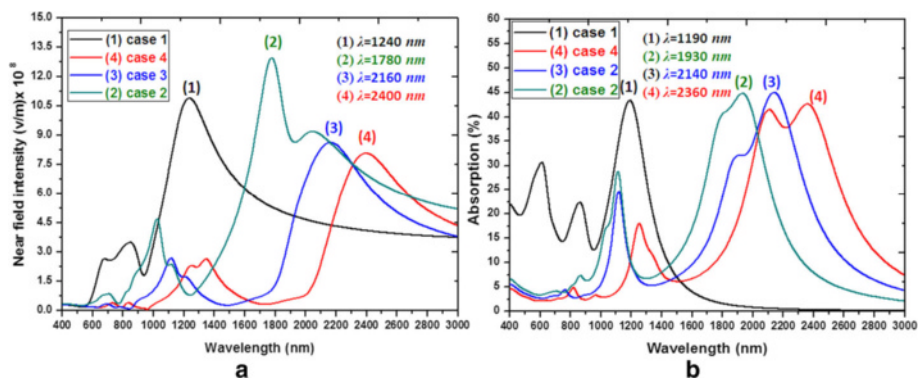 a
Near field intensity (v/m)x 10⁸
15.0
13.5
12.0
10.5
9.0
7.5
6.0
4.5
3.0
1.5
0.0
(1) case 1
(4) case 4
(3) case 3
(2) case 2
(1) λ=1240 nm
(2) λ=1780 nm
(3) λ=2160 nm
(4) λ=2400 nm
(1)
(2)
(3)
(4)
400 600 800 1000 1200 1400 1600 1800 2000 2200 2400 2600 2800 3000
Wavelength (nm)
a
b
Absorption (%)
60
55
50
45
40
35
30
25
20
15
10
5
0
(1) case 1
(4) case 4
(3) case 2
(2) case 2
(1) λ=1190 nm
(2) λ=1930 nm
(3) λ=2140 nm
(4) λ=2360 nm
(1)
(2)
(3)
(4)
400 600 800 1000 1200 1400 1600 1800 2000 2200 2400 2600 2800 3000
Wavelength (nm)
b